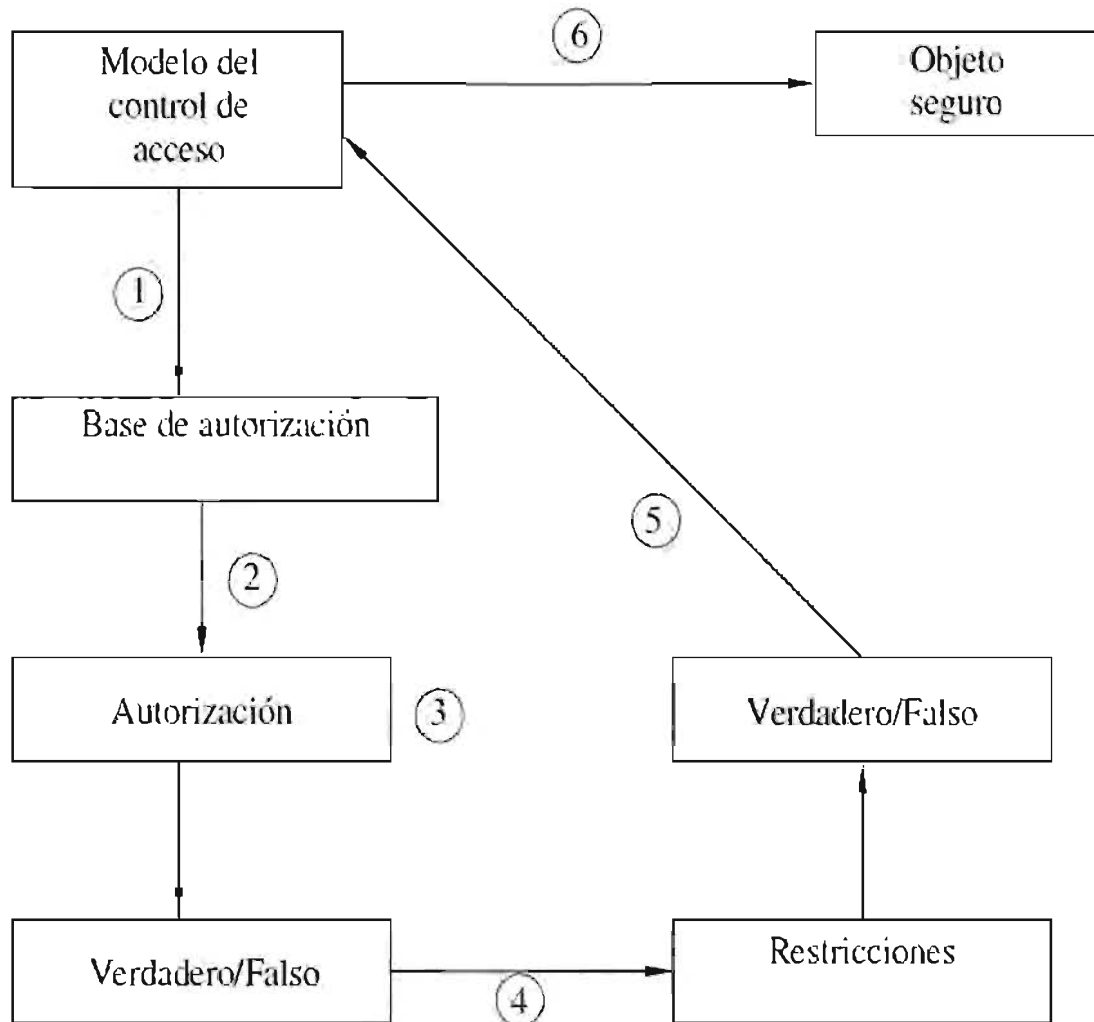 6
Modelo del
control de
acceso
Objeto
seguro
1
Base de autorización
5
2
Autorización
3
Verdadero/Falso
Verdadero/Falso
4
Restricciones